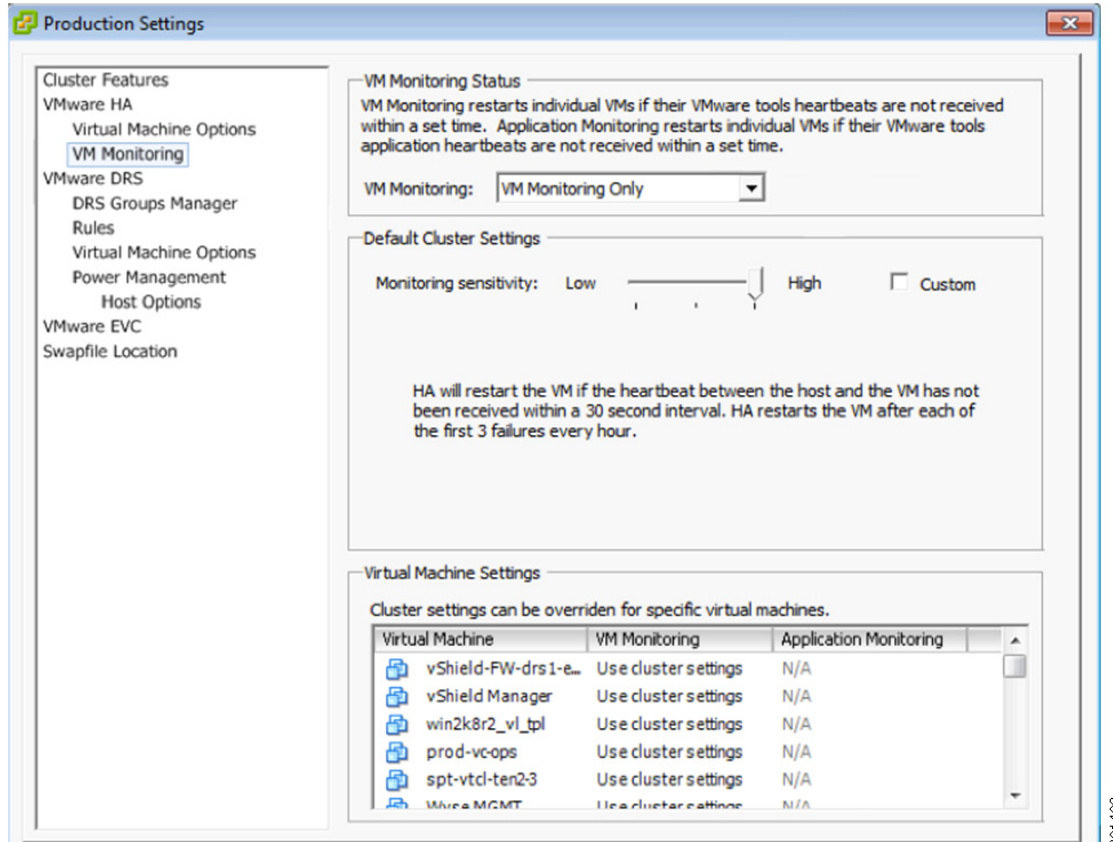 Production Settings
Cluster Features
VMware HA
Virtual Machine Options
VM Monitoring
VMware DRS
DRS Groups Manager
Rules
Virtual Machine Options
Power Management
Host Options
VMware EVC
Swapfile Location
VM Monitoring Status
VM Monitoring restarts individual VMs if their VMware tools heartbeats are not received
within a set time. Application Monitoring restarts individual VMs if their VMware tools
application heartbeats are not received within a set time.
VM Monitoring: VM Monitoring Only
Default Cluster Settings
Monitoring sensitivity: Low High Custom
HA will restart the VM if the heartbeat between the host and the VM has not
been received within a 30 second interval. HA restarts the VM after each of
the first 3 failures every hour.
Virtual Machine Settings
Cluster settings can be overriden for specific virtual machines.
Virtual Machine VM Monitoring Application Monitoring
vShield-FW-drs1-e... Use cluster settings N/A
vShield Manager Use cluster settings N/A
win2k8r2_vl_tpl Use cluster settings N/A
prod-vc-ops Use cluster settings N/A
spt-vtcl-ten2-3 Use cluster settings N/A
Wyse MGMT Use cluster settings N/A